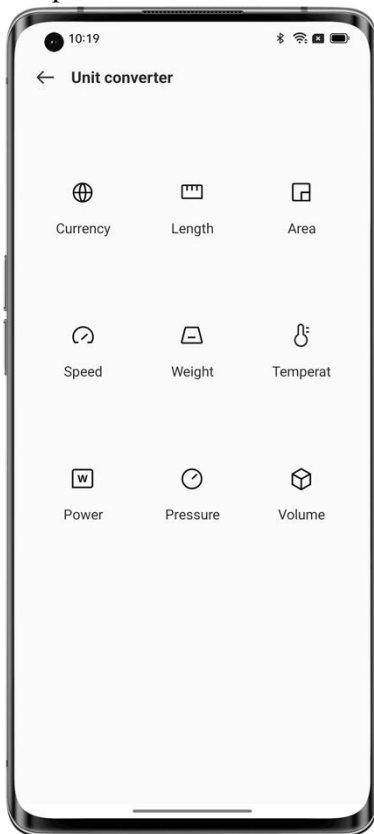 10:19
Unit converter
Currency Length Area
Speed Weight Temperat
W
Power Pressure Volume